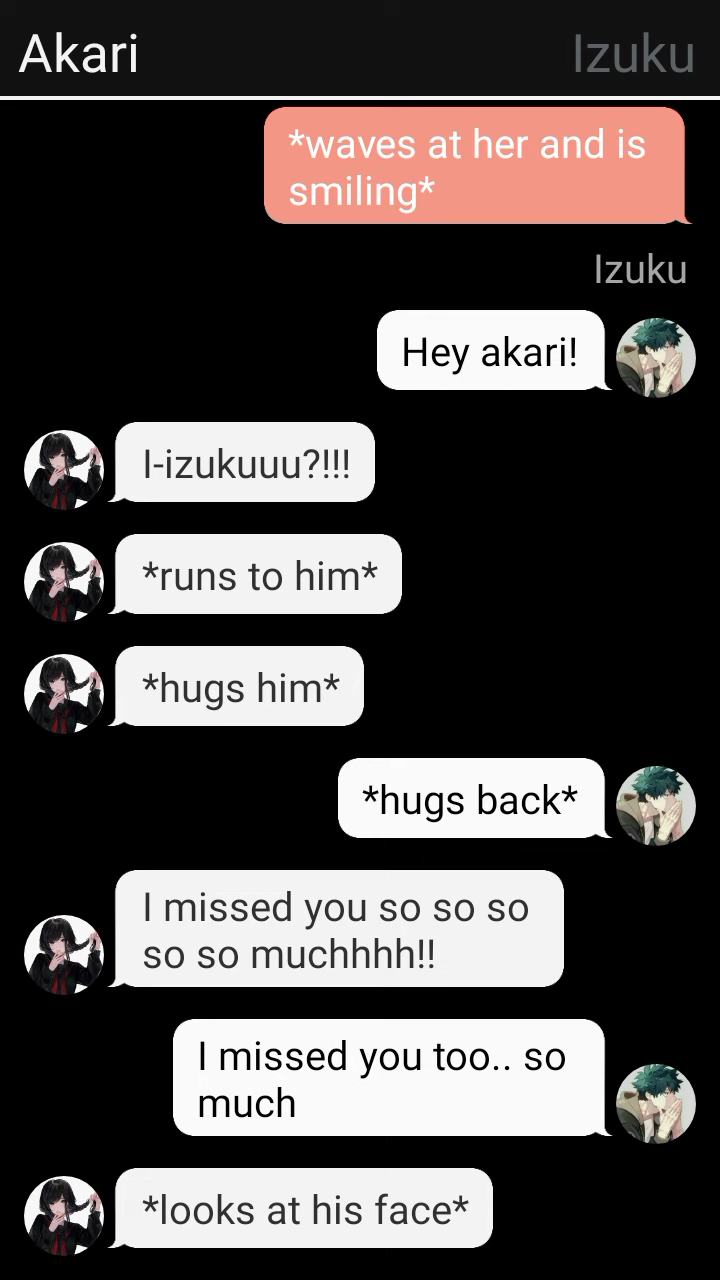 Akari
Izuku
*waves at her and is
smiling*
Izuku
Hey akari!
I-izukuuu?!!!
*runs to him*
*hugs him*
*hugs back*
I missed you so so so
so so muchhhh!!
I missed you too.. so
much
*looks at his face*